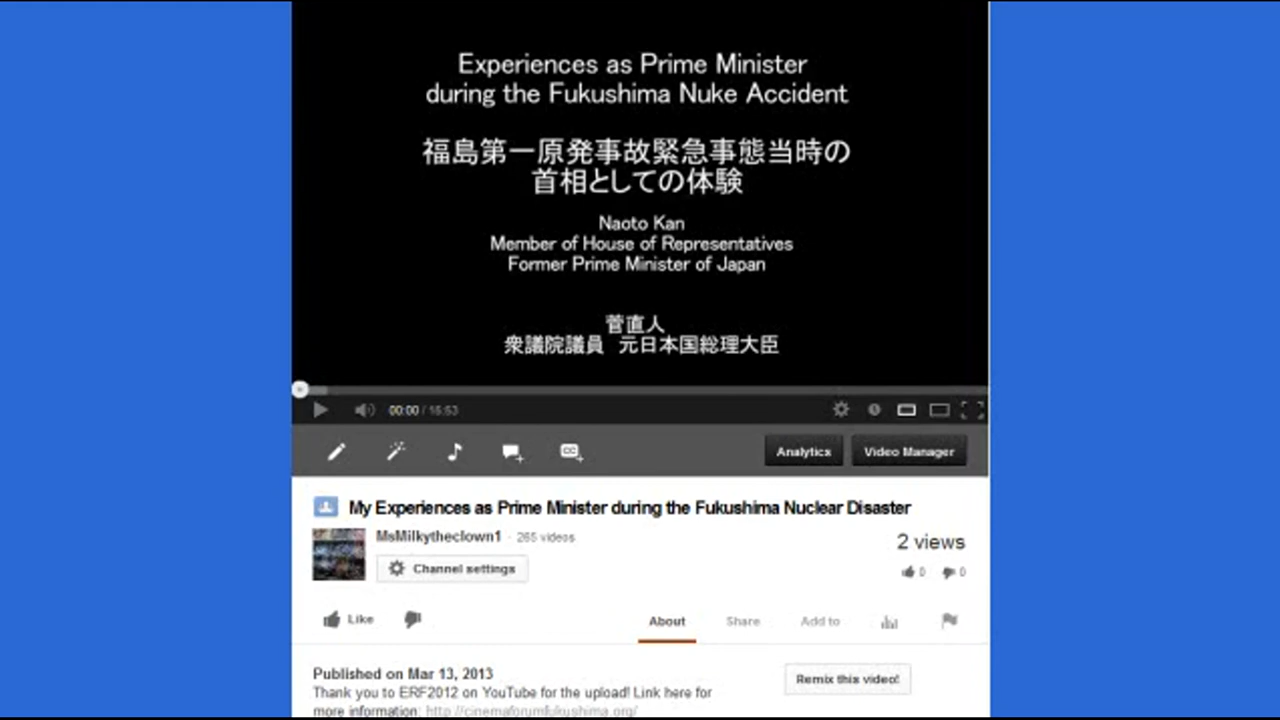 Experiences as Prime Minister
during the Fukushima Nuke Accident
福島第一原発事故緊急事態当時の
首相としての体験
Naoto Kan
Member of House of Representatives
Former Prime Minister of Japan
菅直人
衆議院議員 元日本国総理大臣
00:00 / 15:53
Analytics Video Manager
My Experiences as Prime Minister during the Fukushima Nuclear Disaster
MsMilkytheclown1 · 265 videos
2 views
Channel settings
0 0
Like About Share Add to
Published on Mar 13, 2013
Remix this video!
Thank you to ERF2012 on YouTube for the upload! Link here for
more information: http://cinemaforumfukushima.org/